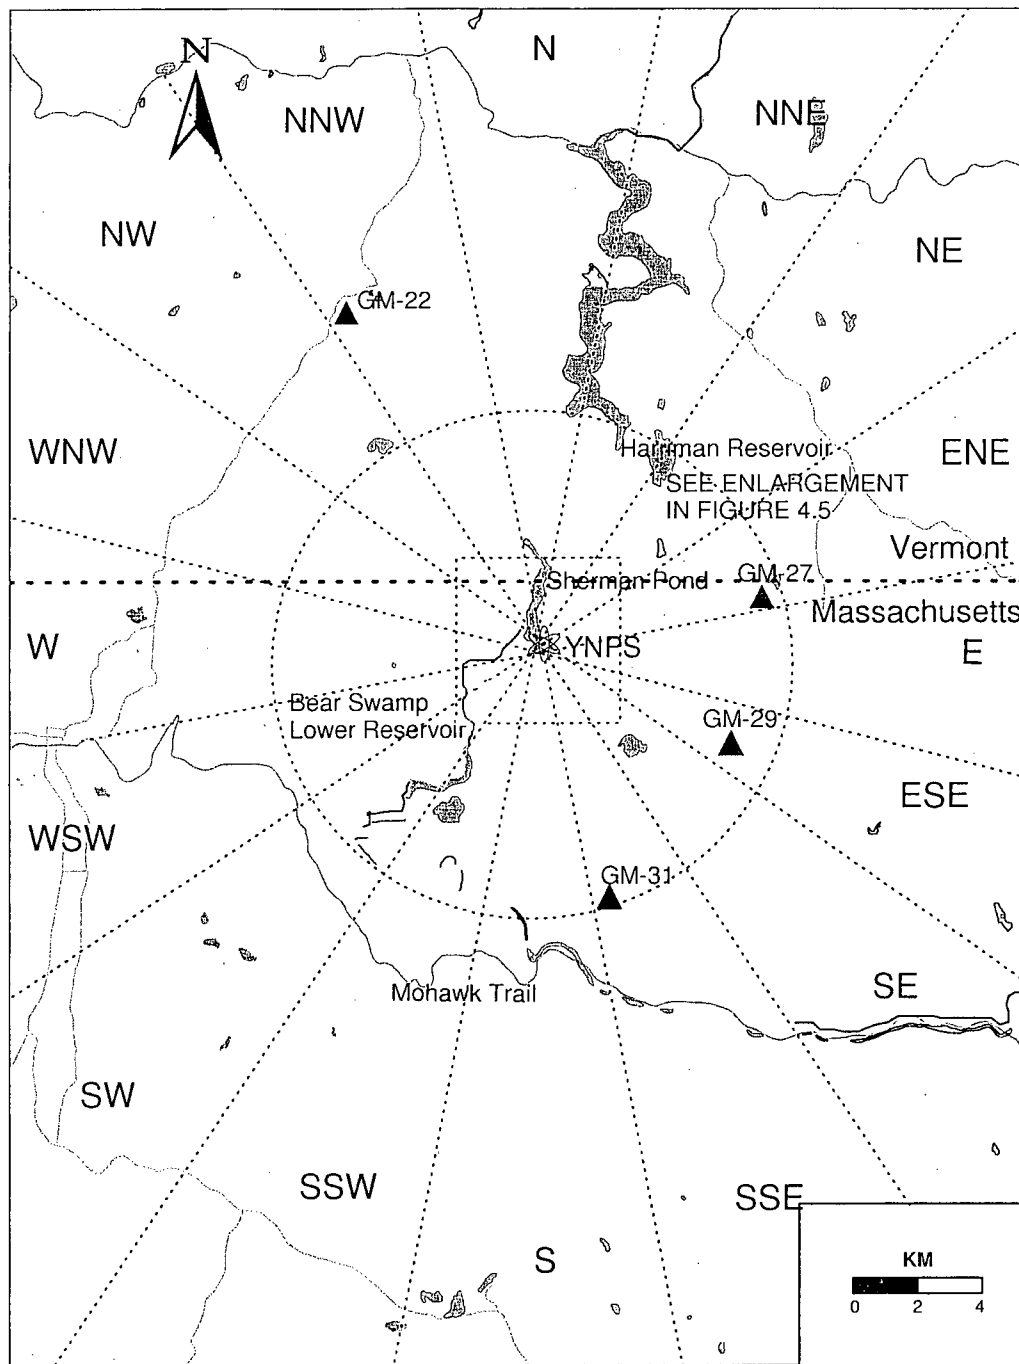 N
N
NNW
NNE
NW
NE
GM-22
WNW
Harriman Reservoir
ENE
SEE ENLARGEMENT
IN FIGURE 4.5
Vermont
Sherman Pond
GM-27
Massachusetts
W
YNPS
E
Bear Swamp
Lower Reservoir
GM-29
ESE
WSW
GM-31
SE
Mohawk Trail
SW
SSW
SSE
S
KM
0 2 4